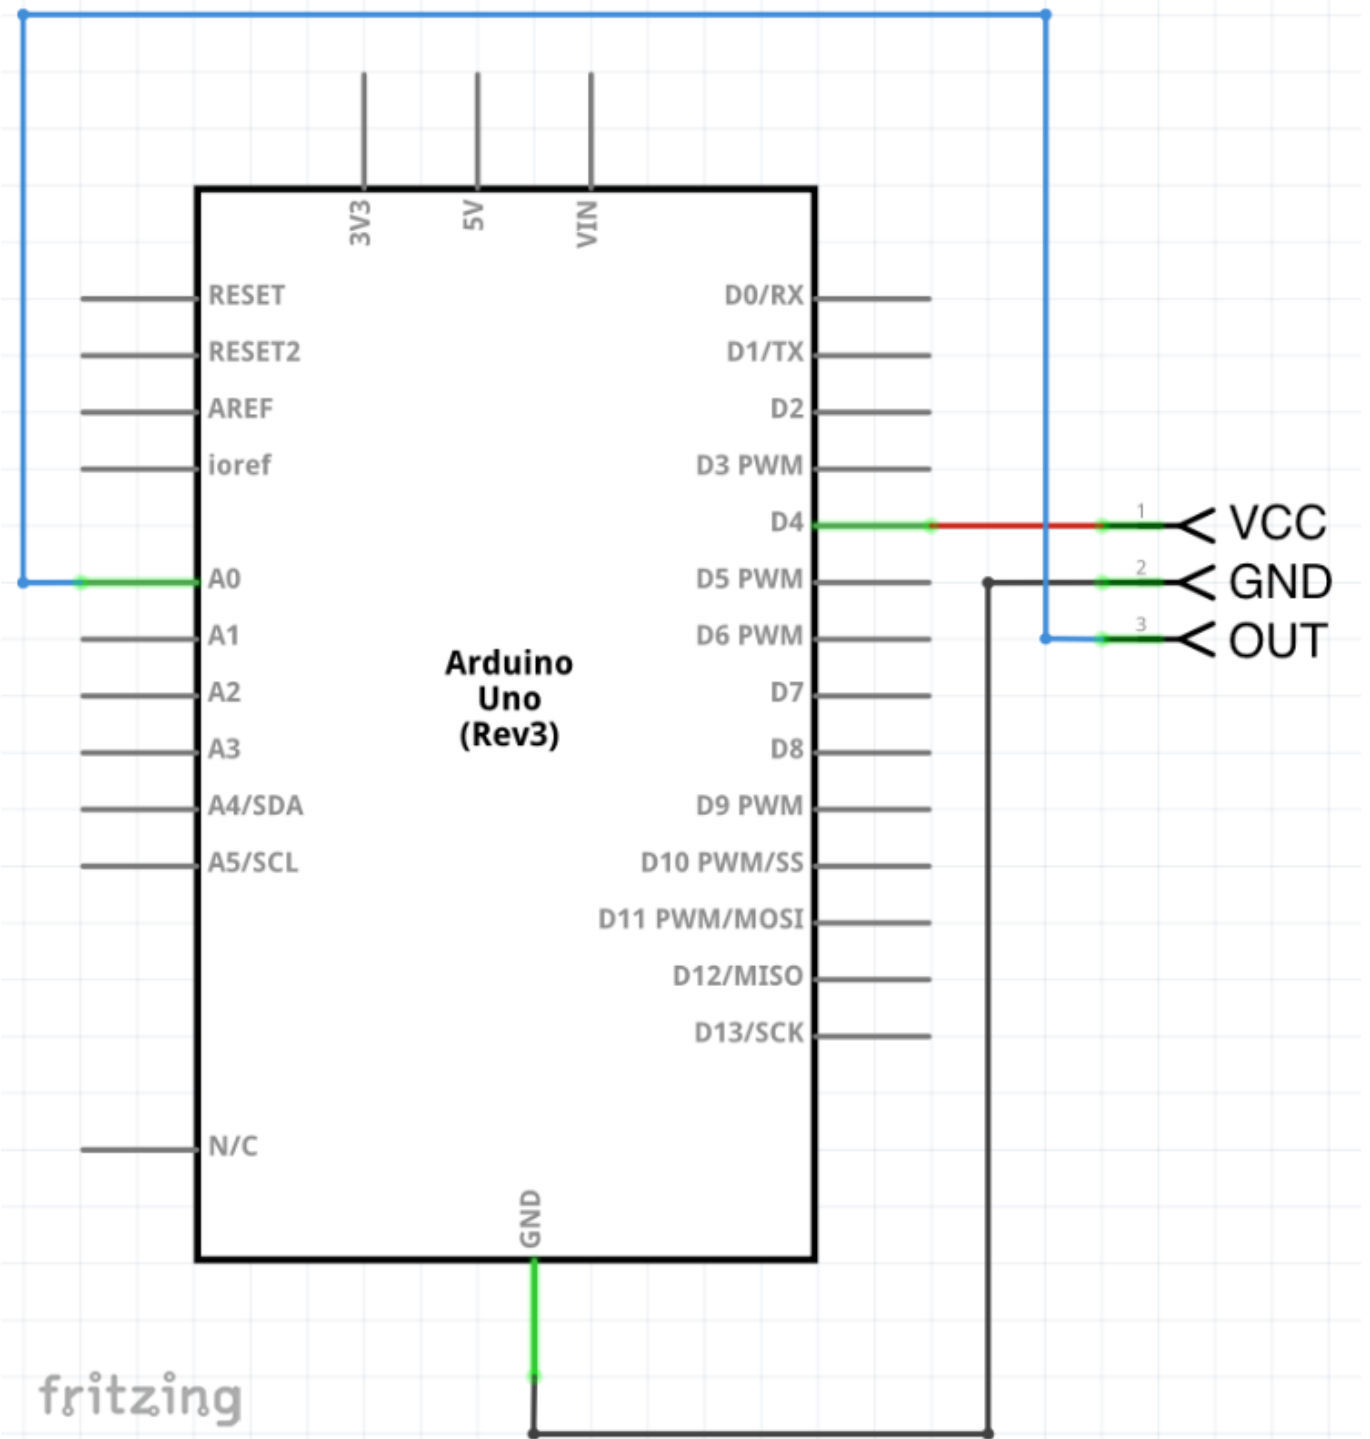 3V3
5V
VIN
RESET
RESET2
AREF
ioref
A0
A1
A2
A3
A4/SDA
A5/SCL
N/C
Arduino
Uno
(Rev3)
D0/RX
D1/TX
D2
D3 PWM
D4
D5 PWM
D6 PWM
D7
D8
D9 PWM
D10 PWM/SS
D11 PWM/MOSI
D12/MISO
D13/SCK
GND
1 VCC
2 GND
3 OUT
fritzing